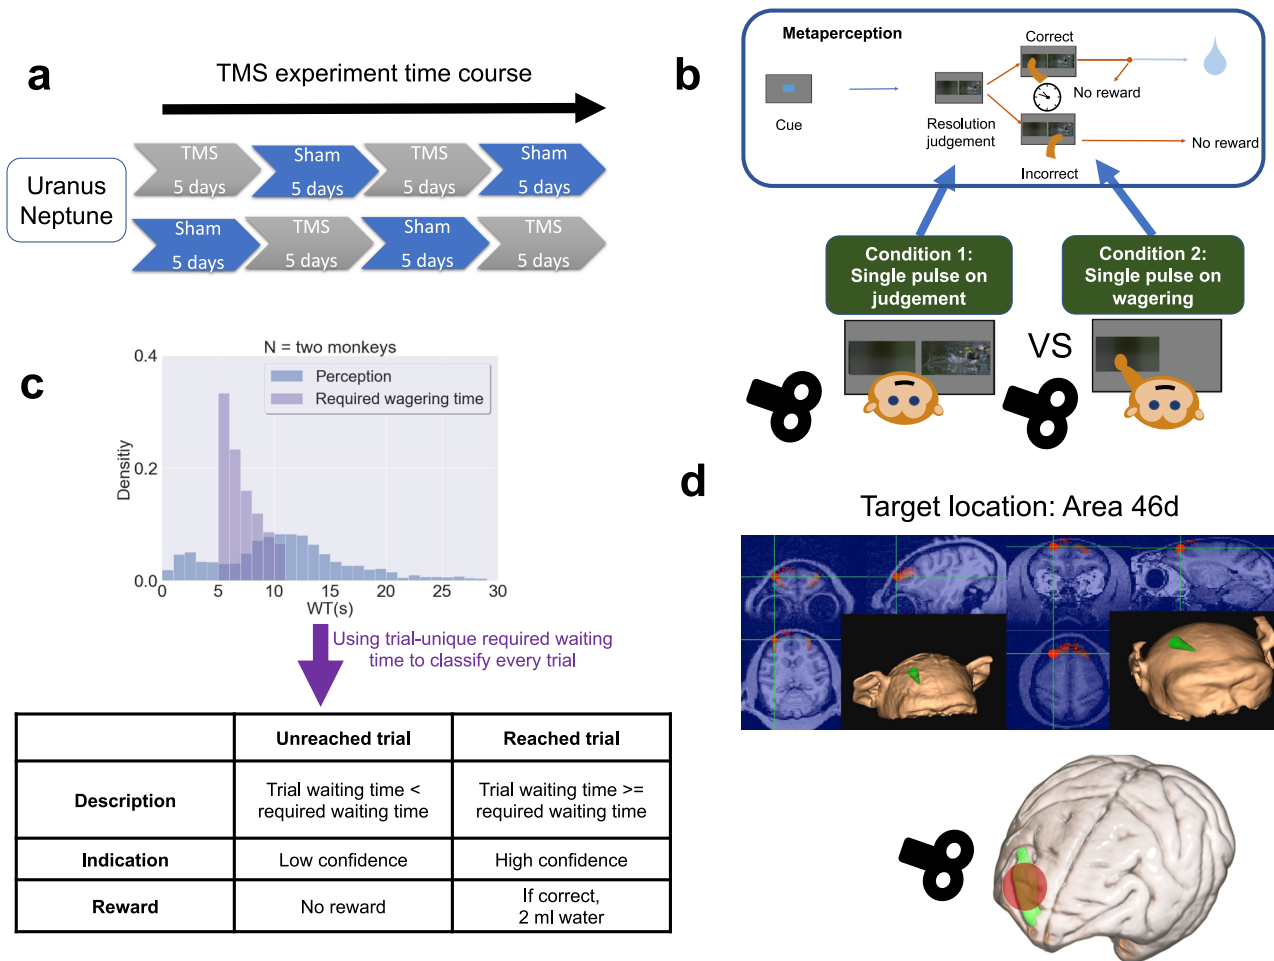 a
TMS experiment time course
Uranus
Neptune
TMS
5 days
Sham
5 days
TMS
5 days
Sham
5 days
Sham
5 days
TMS
5 days
Sham
5 days
TMS
5 days
b
Metaperception
Cue
Resolution
judgement
Correct
Incorrect
No reward
No reward
Condition 1:
Single pulse on
judgement
VS
Condition 2:
Single pulse on
wagering
c
N = two monkeys
Perception
Required wagering time
Densitiy
0.4
0.2
0.0
0
5
10
15
20
25
30
WT(s)
Using trial-unique required waiting
time to classify every trial
Unreached trial
Reached trial
Description
Trial waiting time <
required waiting time
Trial waiting time >=
required waiting time
Indication
Low confidence
High confidence
Reward
No reward
If correct,
2 ml water
d
Target location: Area 46d